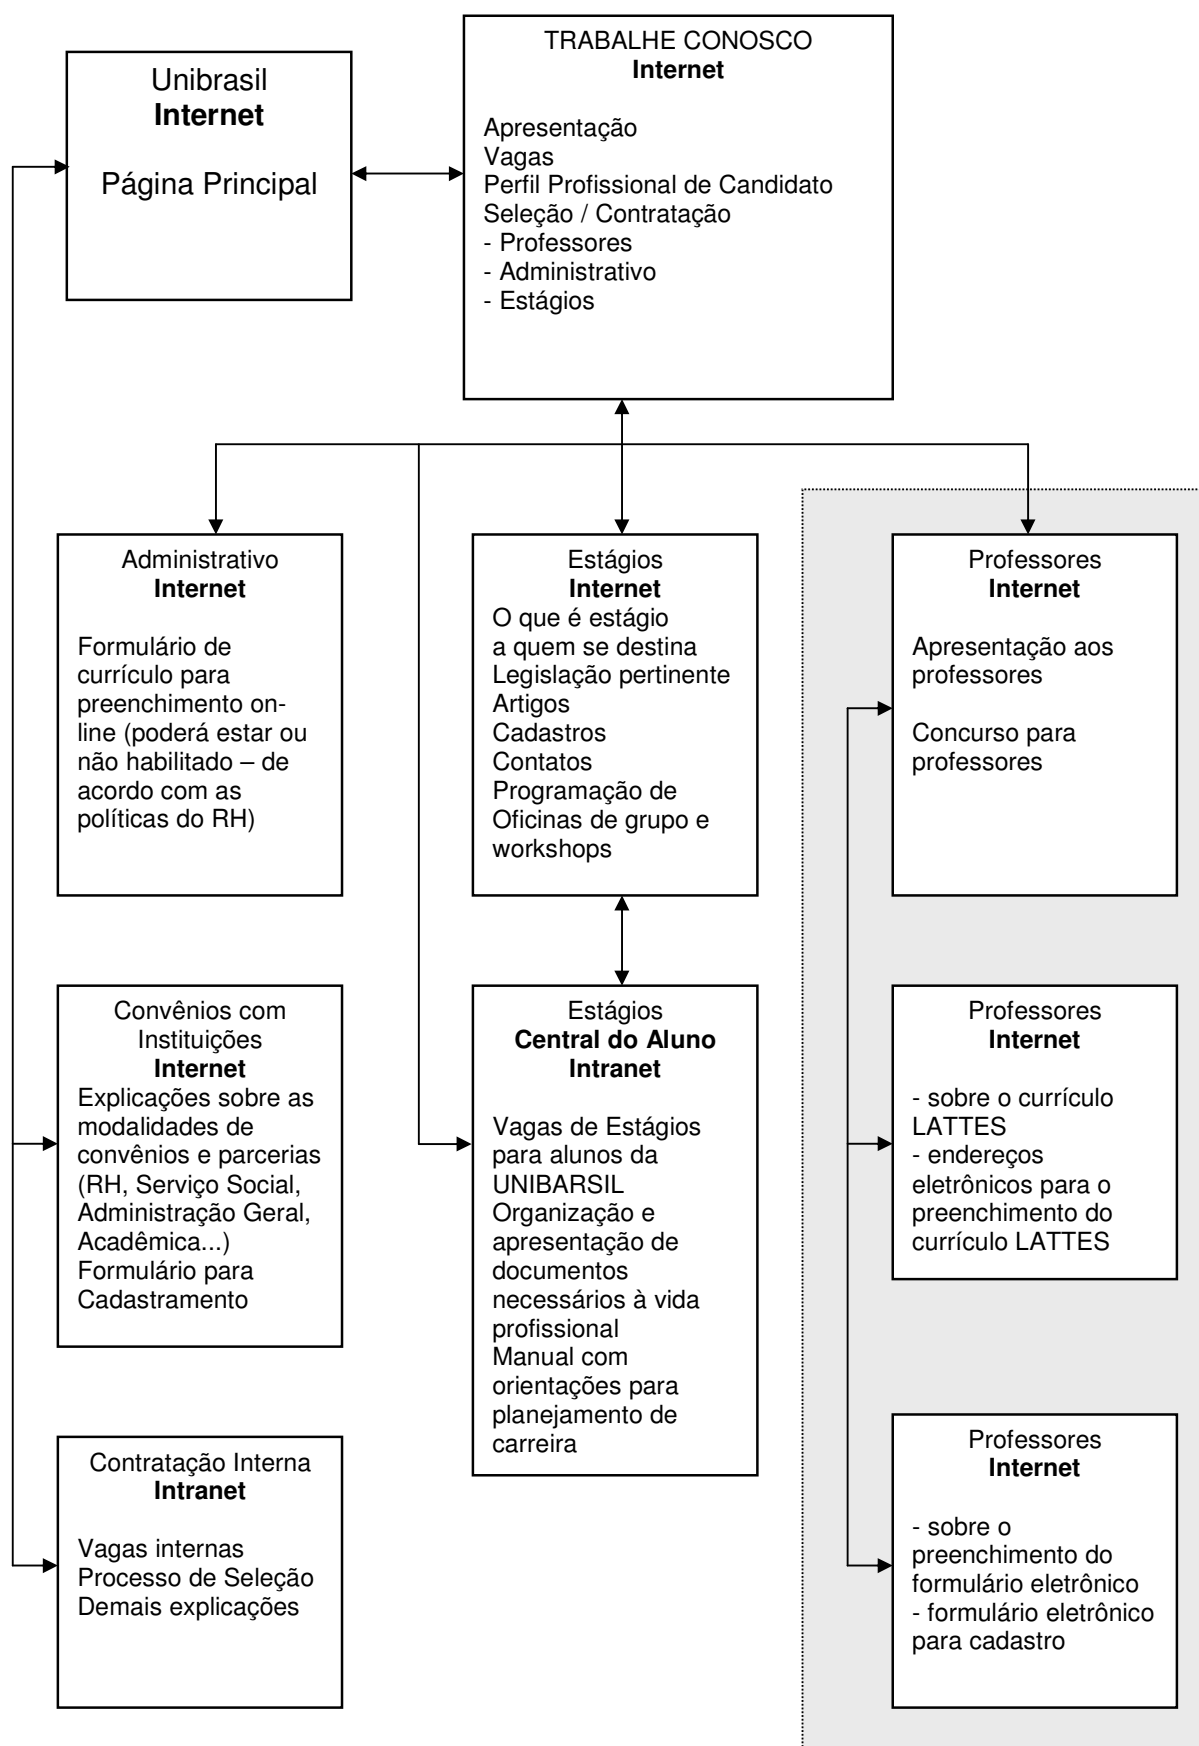 Unibrasil
Internet
Página Principal
TRABALHE CONOSCO
Internet
Apresentação
Vagas
Perfil Profissional de Candidato
Seleção / Contratação
- Professores
- Administrativo
- Estágios
Administrativo
Internet
Formulário de
currículo para
preenchimento on-
line (poderá estar ou
não habilitado – de
acordo com as
políticas do RH)
Estágios
Internet
O que é estágio
a quem se destina
Legislação pertinente
Artigos
Cadastros
Contatos
Programação de
Oficinas de grupo e
workshops
Professores
Internet
Apresentação aos
professores
Concurso para
professores
Convênios com
Instituições
Internet
Explicações sobre as
modalidades de
convênios e parcerias
(RH, Serviço Social,
Administração Geral,
Acadêmica...)
Formulário para
Cadastramento
Estágios
Central do Aluno
Intranet
Vagas de Estágios
para alunos da
UNIBARSIL
Organização e
apresentação de
documentos
necessários à vida
profissional
Manual com
orientações para
planejamento de
carreira
Professores
Internet
- sobre o currículo
LATTES
- endereços
eletrônicos para o
preenchimento do
currículo LATTES
Contratação Interna
Intranet
Vagas internas
Processo de Seleção
Demais explicações
Professores
Internet
- sobre o
preenchimento do
formulário eletrônico
- formulário eletrônico
para cadastro